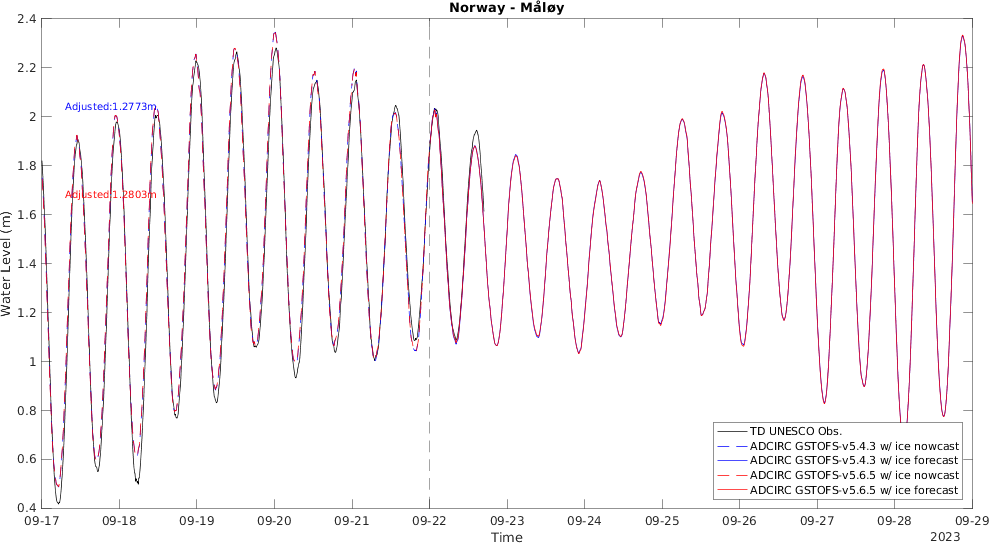 Norway - Måløy
2.4
2.2
2
1.8
1.6
1.4
1.2
1
0.8
0.6
0.4
Water Level (m)
Adjusted:1.2773m
Adjusted:1.2803m
TD UNESCO Obs.
ADCIRC GSTOFS-v5.4.3 w/ ice nowcast
ADCIRC GSTOFS-v5.4.3 w/ ice forecast
ADCIRC GSTOFS-v5.6.5 w/ ice nowcast
ADCIRC GSTOFS-v5.6.5 w/ ice forecast
09-17 09-18 09-19 09-20 09-21 09-22 09-23 09-24 09-25 09-26 09-27 09-28 09-29
Time
2023